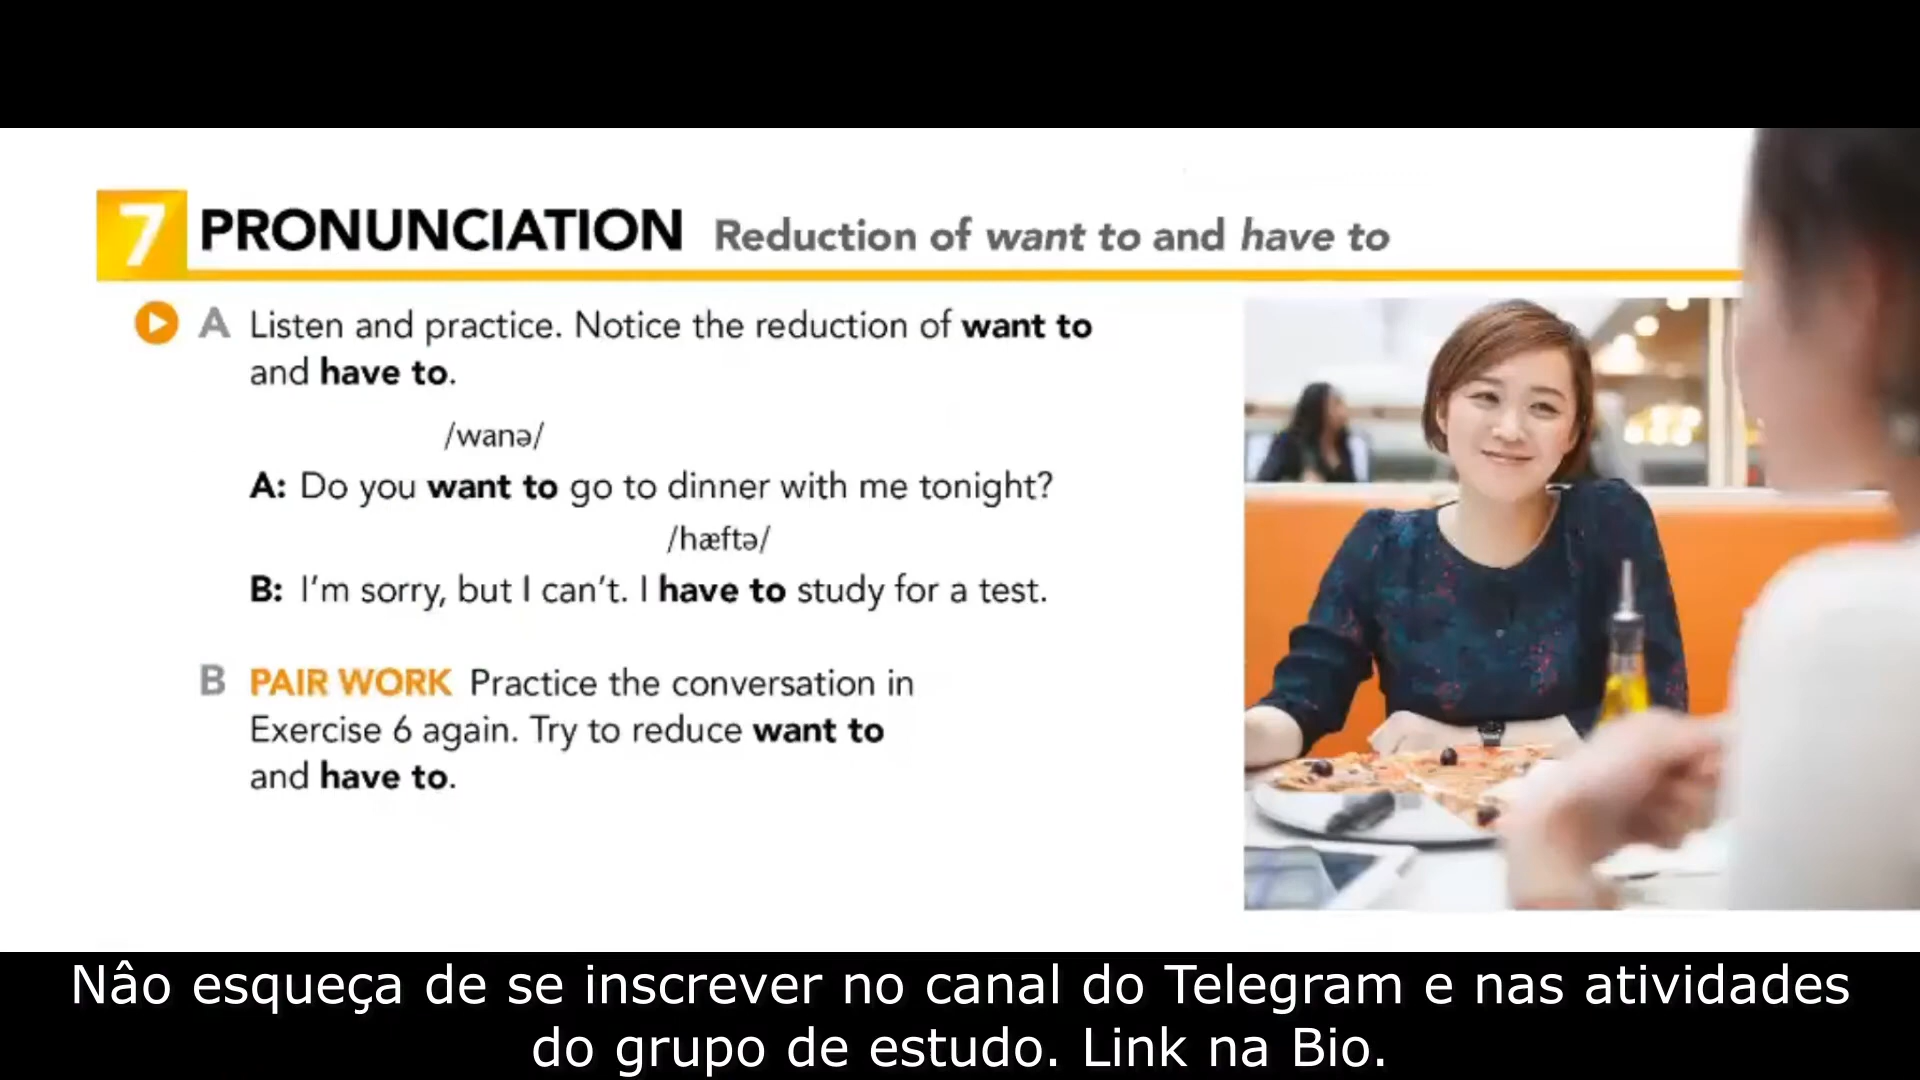 7 PRONUNCIATION Reduction of want to and have to
A Listen and practice. Notice the reduction of want to
and have to.
/wanə/
A: Do you want to go to dinner with me tonight?
/hæftə/
B: I'm sorry, but I can't. I have to study for a test.
B PAIR WORK Practice the conversation in
Exercise 6 again. Try to reduce want to
and have to.
Nâo esqueça de se inscrever no canal do Telegram e nas atividades
do grupo de estudo. Link na Bio.